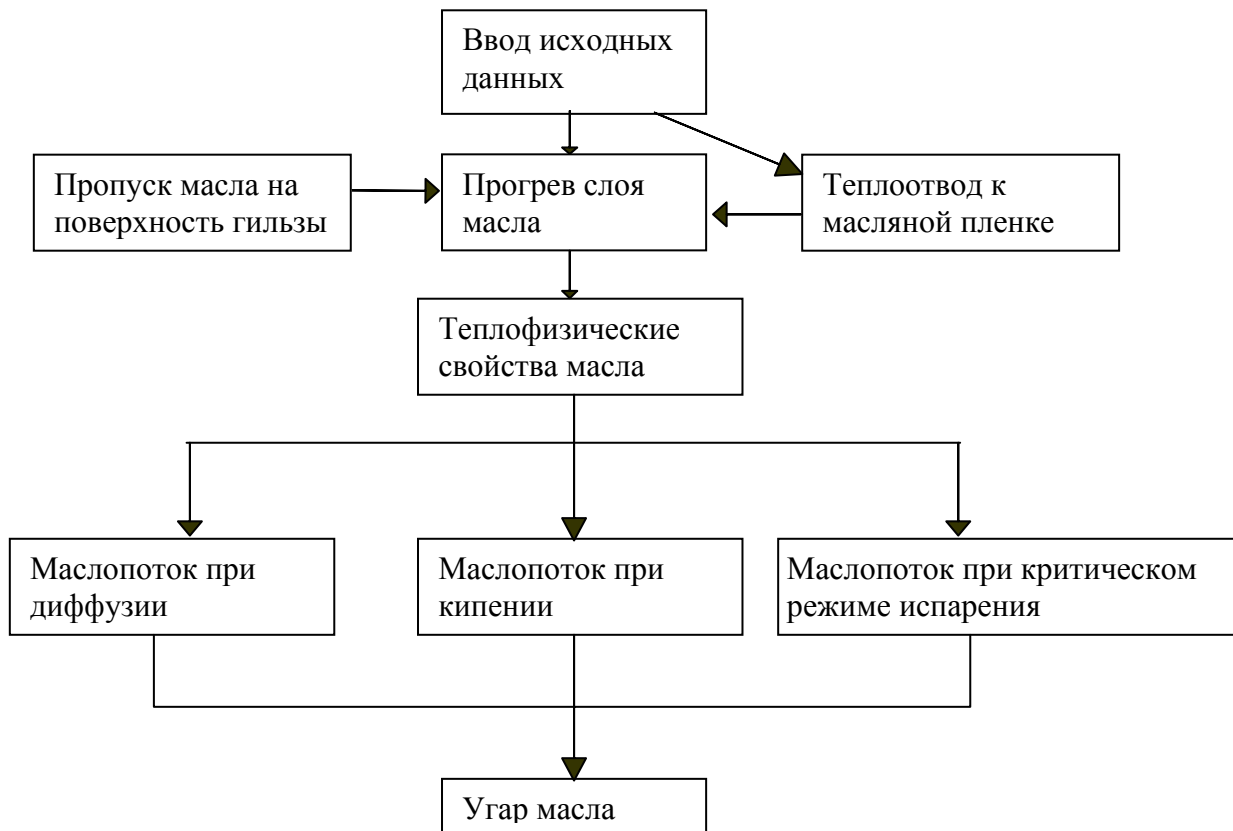 Ввод исходных
данных
Пропуск масла на
поверхность гильзы
Прогрев слоя
масла
Теплоотвод к
масляной пленке
Теплофизические
свойства масла
Маслопоток при
диффузии
Маслопоток при
кипении
Маслопоток при критическом
режиме испарения
Угар масла